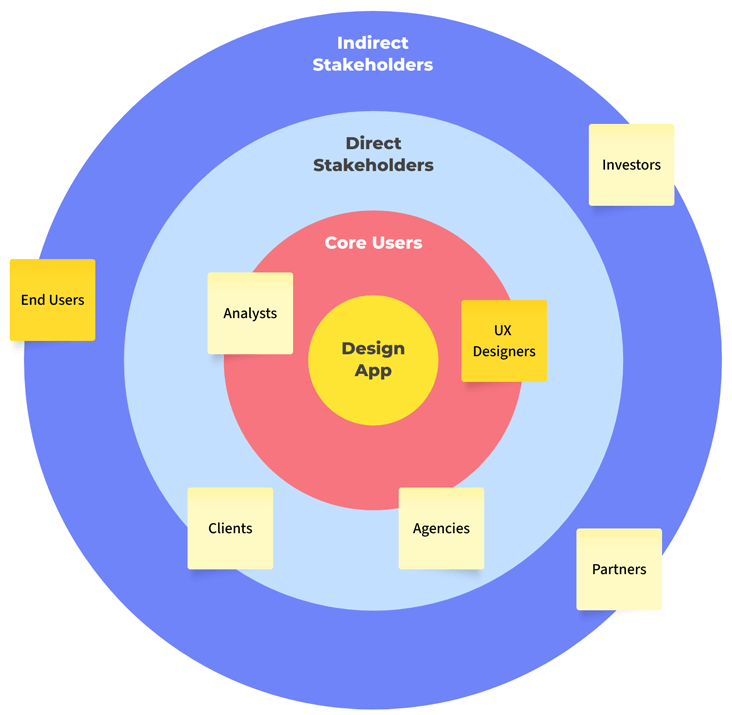 Indirect
Stakeholders
Direct
Stakeholders
Investors
Core Users
End Users
Analysts
UX
Designers
Design
App
Clients
Agencies
Partners